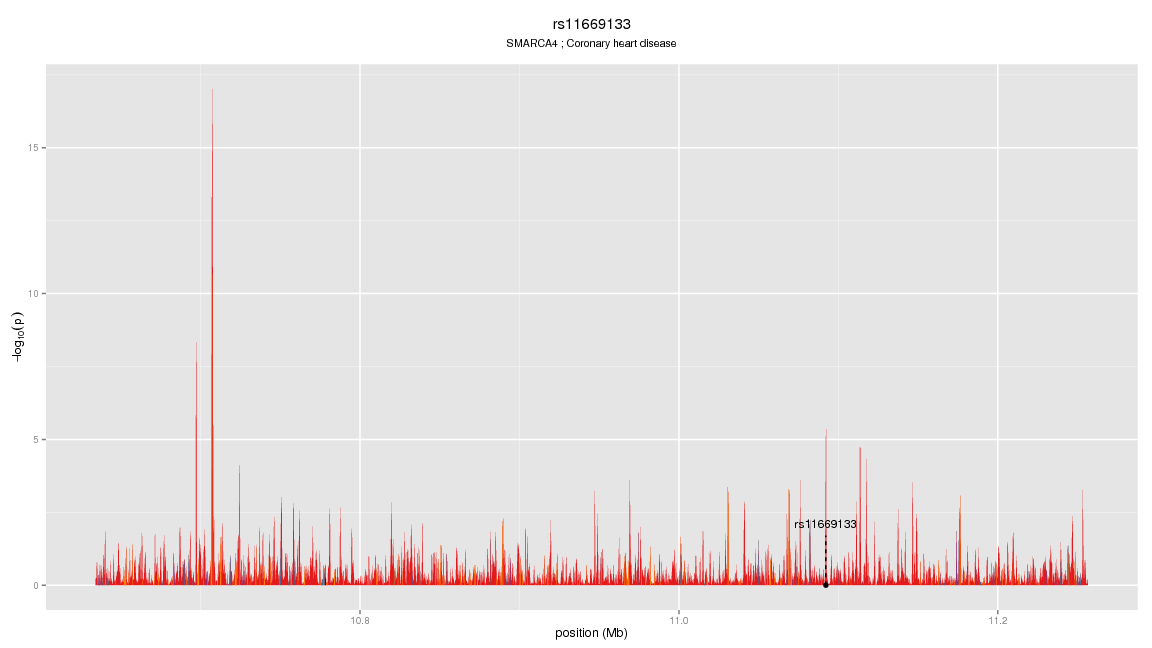 rs11669133
SMARCA4 ; Coronary heart disease
−log10(p)
15
10
5
0
rs11669133
10.8
11.0
11.2
position (Mb)